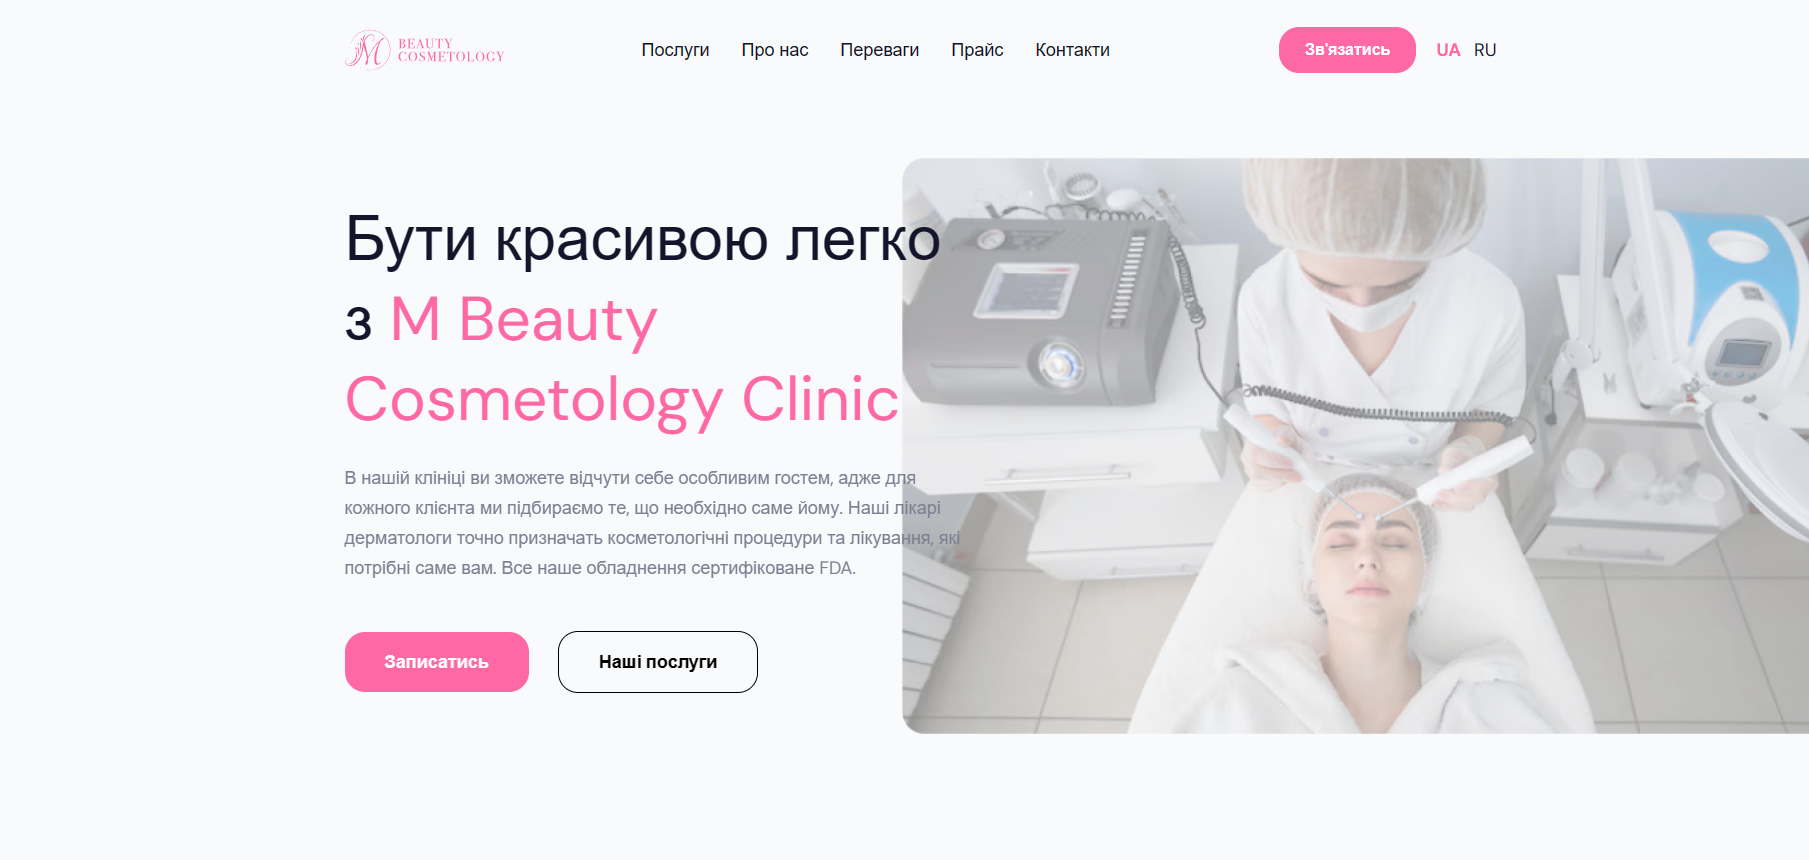 M BEAUTY
COSMETOLOGY
Послуги Про нас Переваги Прайс Контакти
Зв'язатись UA RU
Бути красивою легко
з M Beauty
Cosmetology Clinic
В нашій клініці ви зможете відчути себе особливим гостем, адже для
кожного клієнта ми підбираємо те, що необхідно саме йому. Наші лікарі
дерматологи точно призначать косметологічні процедури та лікування, які
потрібні саме вам. Все наше обладнення сертифіковане FDA.
Записатись Наші послуги